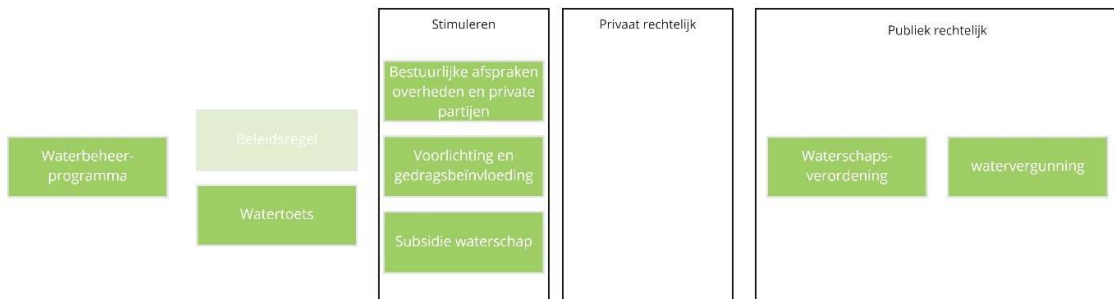 Stimuleren
Privaat rechtelijk
Publiek rechtelijk
Waterbeheer-
programma
Beleidsregel
Watertoets
Bestuurlijke afspraken
overheden en private
partijen
Voorlichting en
gedragsbeïnvloeding
Subsidie waterschap
Waterschaps-
verordening
watervergunning